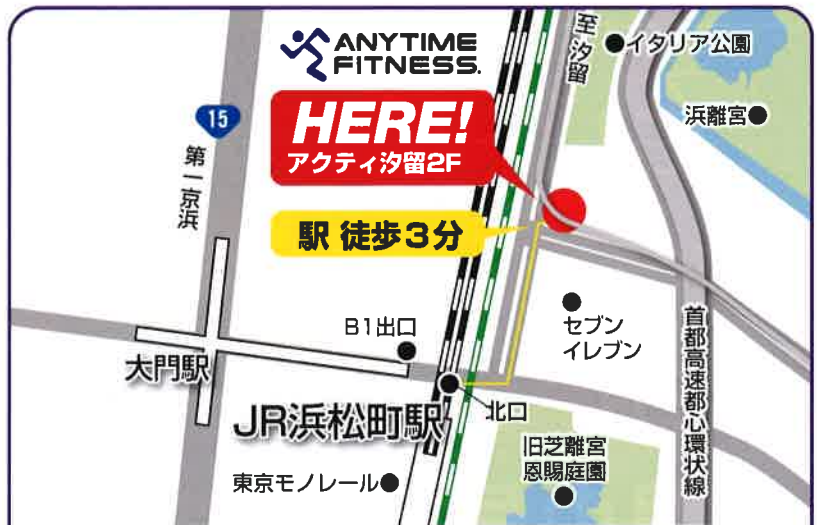 ANYTIME
FITNESS.
至汐留
イタリア公園
浜離宮
15
第一京浜
HERE!
アクティ汐留2F
駅 徒歩3分
B1出口
セブン
イレブン
首都高速都心環状線
大門駅
JR浜松町駅
北口
旧芝離宮
恩賜庭園
東京モノレール